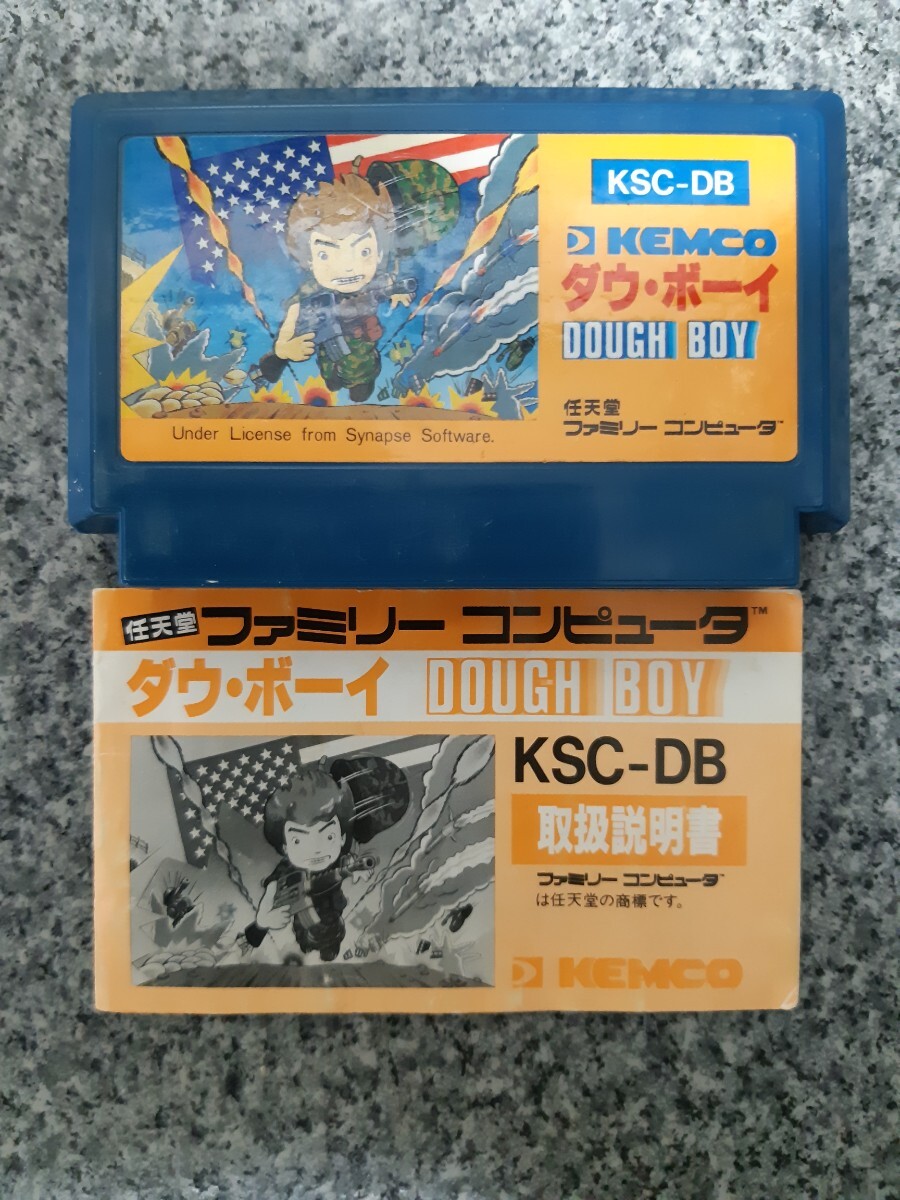 KSC-DB
KEMCO
ダウ・ボーイ
DOUGH BOY
任天堂
ファミリー コンピュータ™
Under License from Synapse Software.
任天堂 ファミリー コンピュータ™
ダウ・ボーイ DOUGH BOY
KSC-DB
取扱説明書
ファミリー コンピュータ™
は任天堂の商標です。
KEMCO